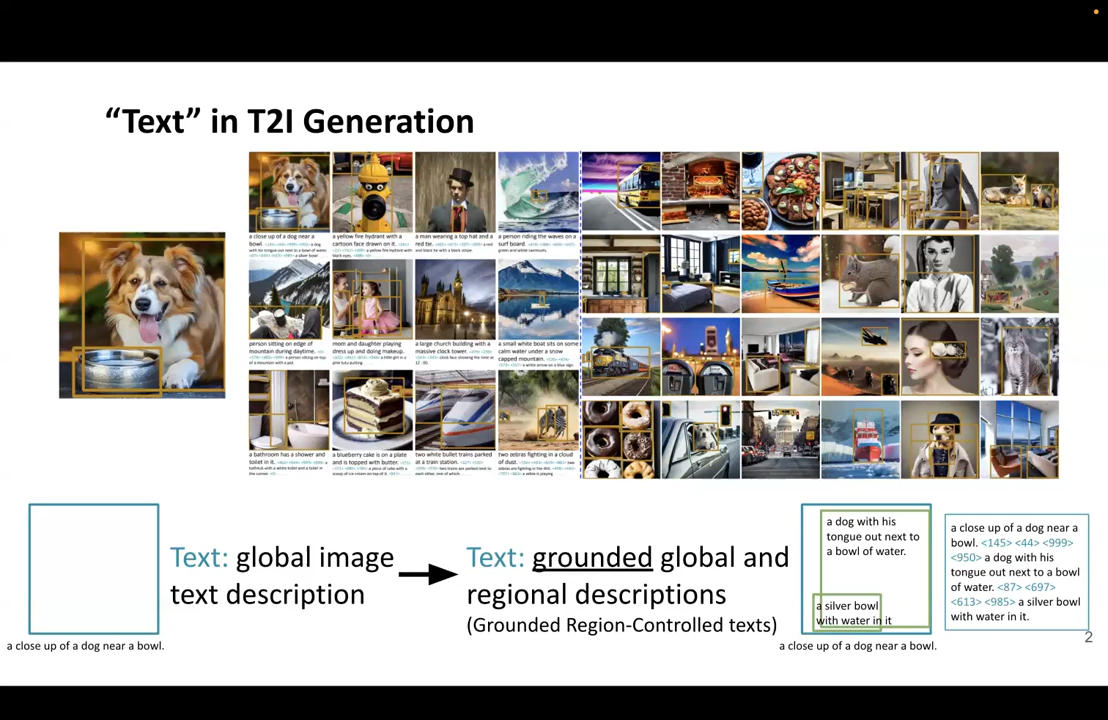 “Text” in T2I Generation
a close up of a dog near a
bowl.
a yellow fire hydrant with a
cartoon face drawn on it.
a man wearing a top hat and a
red tie.
a person riding the waves on a
surf board.
person sitting on edge of
mountain during daytime.
mom and daughter playing
dress up and doing makeup.
a large church building with a
massive clock tower.
a small white boat sits on some
calm water under a snow
capped mountain.
a bathroom has a shower and
toilet in it.
a blueberry cake is on a plate
and is topped with butter.
two white bullet trains parked
at a train station.
two zebras fighting in a cloud
of dust.
Text: global image
text description
a close up of a dog near a bowl.
Text: grounded global and
regional descriptions
(Grounded Region-Controlled texts)
a dog with his
tongue out next to
a bowl of water.
a silver bowl
with water in it
a close up of a dog near a bowl.
a close up of a dog near a
bowl. <145> <44> <999>
<950> a dog with his
tongue out next to a bowl
of water. <87> <697>
<613> <985> a silver bowl
with water in it.
2